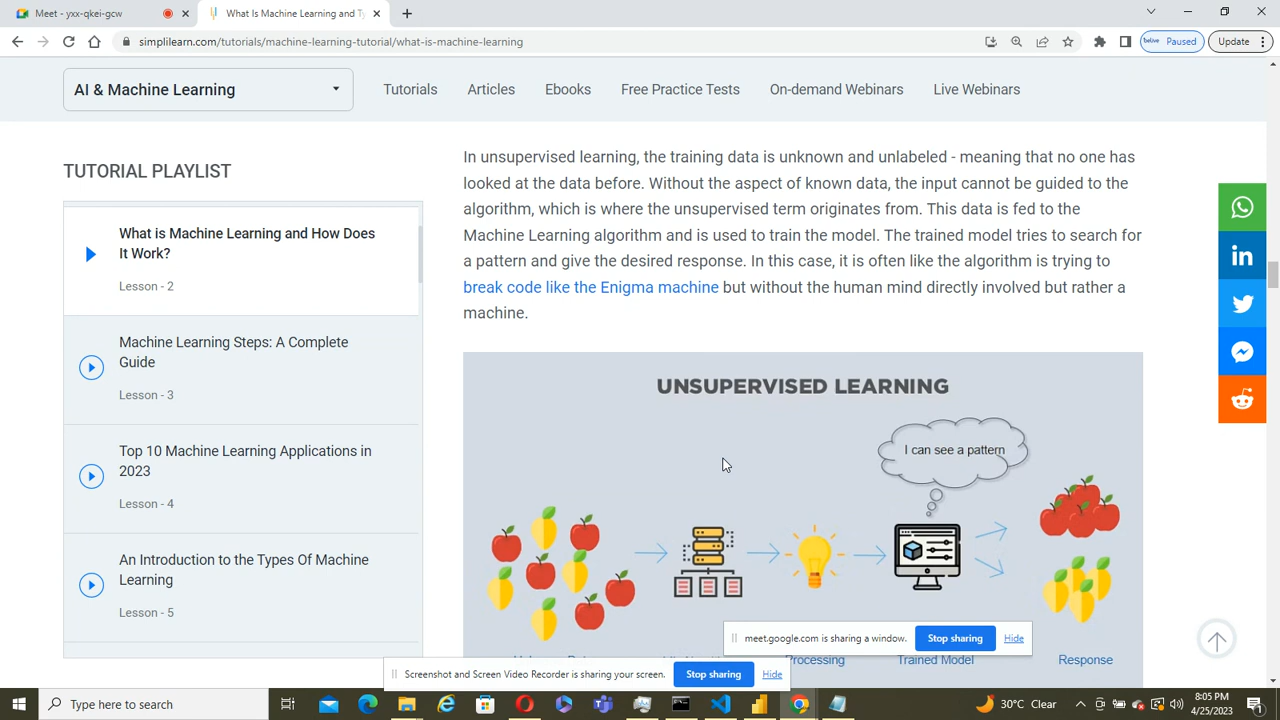 Meet - yxx-qkei-gcw
What Is Machine Learning and Ty
simplilearn.com/tutorials/machine-learning-tutorial/what-is-machine-learning
Paused
Update
AI & Machine Learning
Tutorials
Articles
Ebooks
Free Practice Tests
On-demand Webinars
Live Webinars
TUTORIAL PLAYLIST
What is Machine Learning and How Does
It Work?
Lesson - 2
Machine Learning Steps: A Complete
Guide
Lesson - 3
Top 10 Machine Learning Applications in
2023
Lesson - 4
An Introduction to the Types Of Machine
Learning
Lesson - 5
In unsupervised learning, the training data is unknown and unlabeled - meaning that no one has
looked at the data before. Without the aspect of known data, the input cannot be guided to the
algorithm, which is where the unsupervised term originates from. This data is fed to the
Machine Learning algorithm and is used to train the model. The trained model tries to search for
a pattern and give the desired response. In this case, it is often like the algorithm is trying to
break code like the Enigma machine but without the human mind directly involved but rather a
machine.
UNSUPERVISED LEARNING
I can see a pattern
Processing
Trained Model
Response
meet.google.com is sharing a window.
Stop sharing
Hide
Screenshot and Screen Video Recorder is sharing your screen.
Stop sharing
Hide
Type here to search
30°C Clear
8:05 PM
4/25/2023